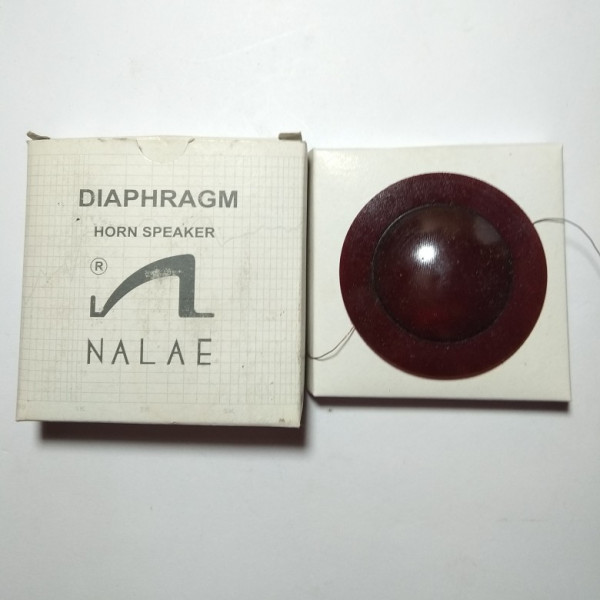 DIAPHRAGM
HORN SPEAKER
®
NALAE